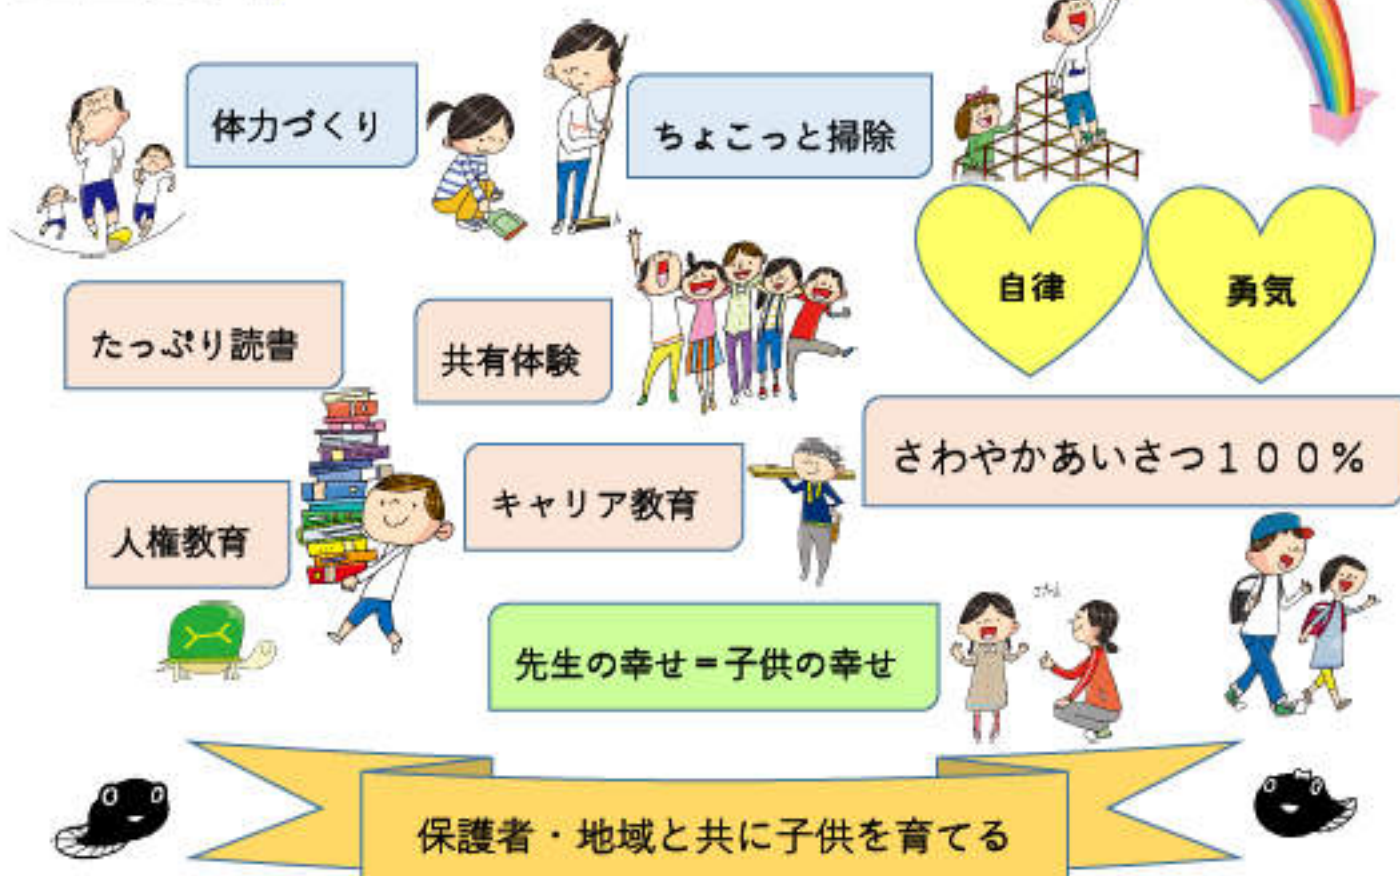 体力づくり
ちょこっと掃除
自律
勇気
たっぷり読書
共有体験
さわやかあいさつ１００％
キャリア教育
人権教育
先生の幸せ＝子供の幸せ
保護者・地域と共に子供を育てる